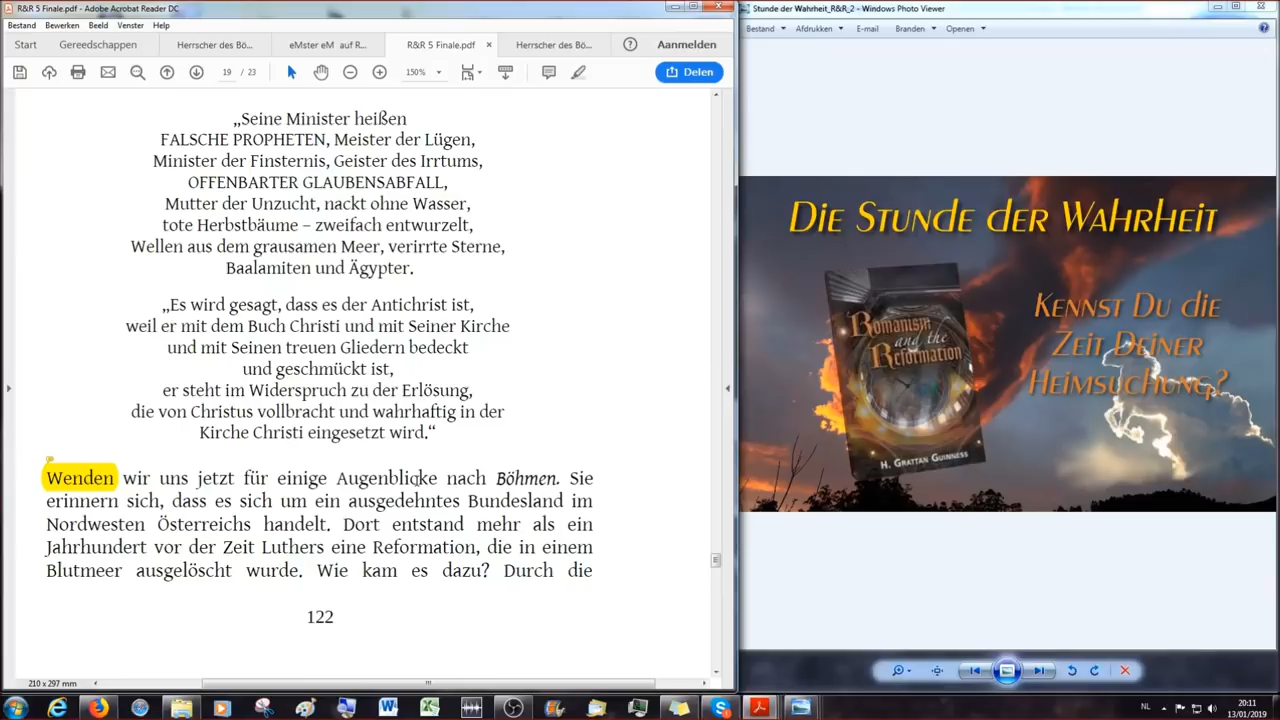 R&R 5 Finale.pdf - Adobe Acrobat Reader DC
Bestand Bewerken Beeld Venster Help
Start Gereedschappen Herrscher des Bö... eMster eM auf R... R&R 5 Finale.pdf × Herrscher des Bö... Aanmelden
19 / 23 150% Delen
„Seine Minister heißen
FALSCHE PROPHETEN, Meister der Lügen,
Minister der Finsternis, Geister des Irrtums,
OFFENBARTER GLAUBENSABFALL,
Mutter der Unzucht, nackt ohne Wasser,
tote Herbstbäume – zweifach entwurzelt,
Wellen aus dem grausamen Meer, verirrte Sterne,
Baalamiten und Ägypter.
„Es wird gesagt, dass es der Antichrist ist,
weil er mit dem Buch Christi und mit Seiner Kirche
und mit Seinen treuen Gliedern bedeckt
und geschmückt ist,
er steht im Widerspruch zu der Erlösung,
die von Christus vollbracht und wahrhaftig in der
Kirche Christi eingesetzt wird.“
Wenden wir uns jetzt für einige Augenblicke nach Böhmen. Sie
erinnern sich, dass es sich um ein ausgedehntes Bundesland im
Nordwesten Österreichs handelt. Dort entstand mehr als ein
Jahrhundert vor der Zeit Luthers eine Reformation, die in einem
Blutmeer ausgelöscht wurde. Wie kam es dazu? Durch die
122
210 x 297 mm
Stunde der Wahrheit_R&R_2 - Windows Photo Viewer
Bestand Afdrukken E-mail Branden Openen
Die Stunde der Wahrheit
Romanism
and the
Reformation
H. Grattan Guinness
Kennst Du die
Zeit Deiner
Heimsuchung?
NL 20:11
13/01/2019